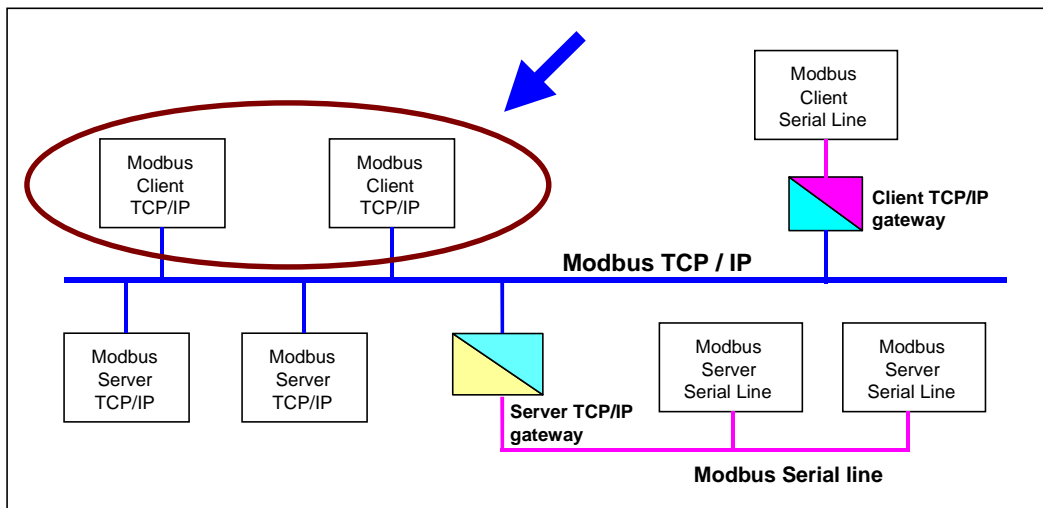 Modbus
Client
Serial Line
Modbus
Client
TCP/IP
Modbus
Client
TCP/IP
Client TCP/IP
gateway
Modbus TCP / IP
Modbus
Server
TCP/IP
Modbus
Server
TCP/IP
Server TCP/IP
gateway
Modbus
Server
Serial Line
Modbus
Server
Serial Line
Modbus Serial line